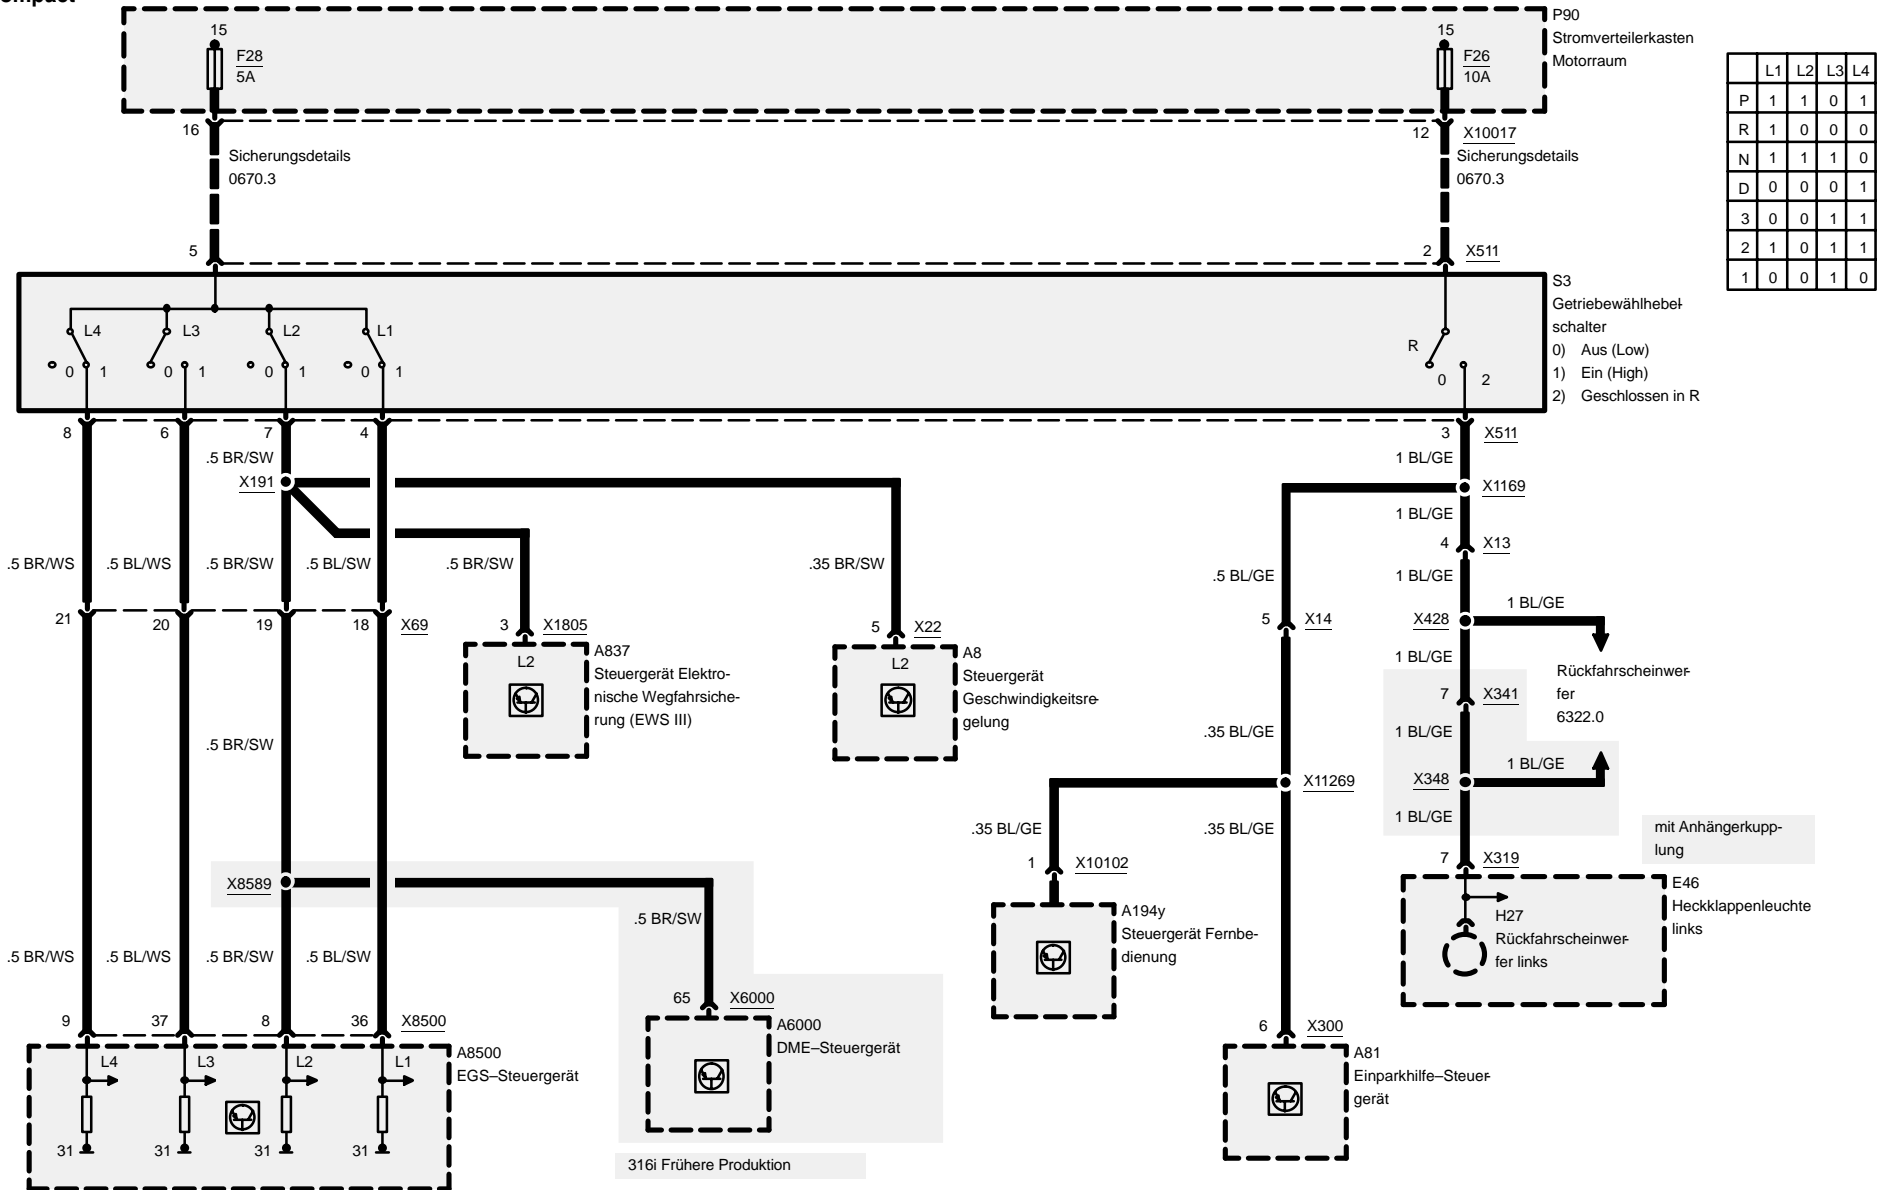 ompact
P90
Stromverteilerkasten
Motorraum
15
F28
5A
15
F26
10A
L1 L2 L3 L4
P 1 1 0 1
R 1 0 0 0
N 1 1 1 0
D 0 0 0 1
3 0 0 1 1
2 1 0 1 1
1 0 0 1 0
16
12 X10017
Sicherungsdetails
0670.3
Sicherungsdetails
0670.3
5
2 X511
S3
Getriebewählhebel-
schalter
0) Aus (Low)
1) Ein (High)
2) Geschlossen in R
L4 L3 L2 L1
R
0 1 0 1 0 1 0 1
0 2
8 6 7 4
3 X511
.5 BR/SW
1 BL/GE
X191
X1169
1 BL/GE
4 X13
.5 BR/WS .5 BL/WS .5 BR/SW .5 BL/SW .5 BR/SW .35 BR/SW
.5 BL/GE
1 BL/GE
1 BL/GE
21 20 19 18 X69
3 X1805
5 X22
5 X14
X428
L2
A837
Steuergerät Elektro-
nische Wegfahrsiche-
rung (EWS III)
L2
A8
Steuergerät
Geschwindigkeitsre-
gelung
1 BL/GE
Rückfahrscheinwer-
fer
6322.0
7 X341
.5 BR/SW
.35 BL/GE
1 BL/GE
1 BL/GE
X11269
X348
.35 BL/GE
.35 BL/GE
1 BL/GE
mit Anhängerkupp-
lung
1 X10102
7 X319
X8589
.5 BR/SW
A194y
Steuergerät Fernbe-
dienung
E46
Heckklappenleuchte
links
H27
Rückfahrscheinwer-
fer links
.5 BR/WS .5 BL/WS .5 BR/SW .5 BL/SW
65 X6000
9 37 8 36 X8500
6 X300
A6000
DME–Steuergerät
L4 L3 L2 L1
A8500
EGS–Steuergerät
A81
Einparkhilfe–Steuer-
gerät
31 31 31 31
316i Frühere Produktion